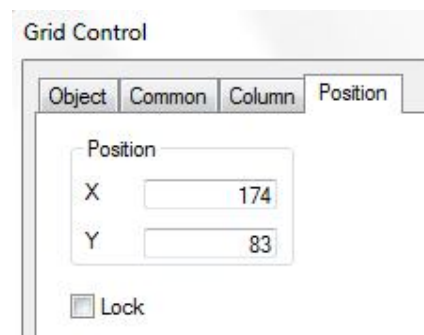 Grid Control
Object Common Column Position
Position
X 174
Y 83
Lock